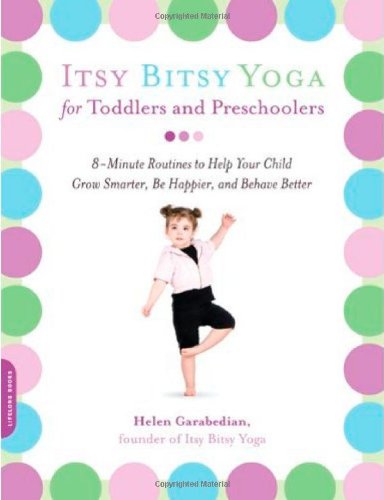 Copyrighted Material
ITSY BITSY YOGA
for Toddlers and Preschoolers
8-Minute Routines to Help Your Child
Grow Smarter, Be Happier, and Behave Better
LIFELONG BOOKS
Helen Garabedian,
founder of Itsy Bitsy Yoga
Copyrighted Material